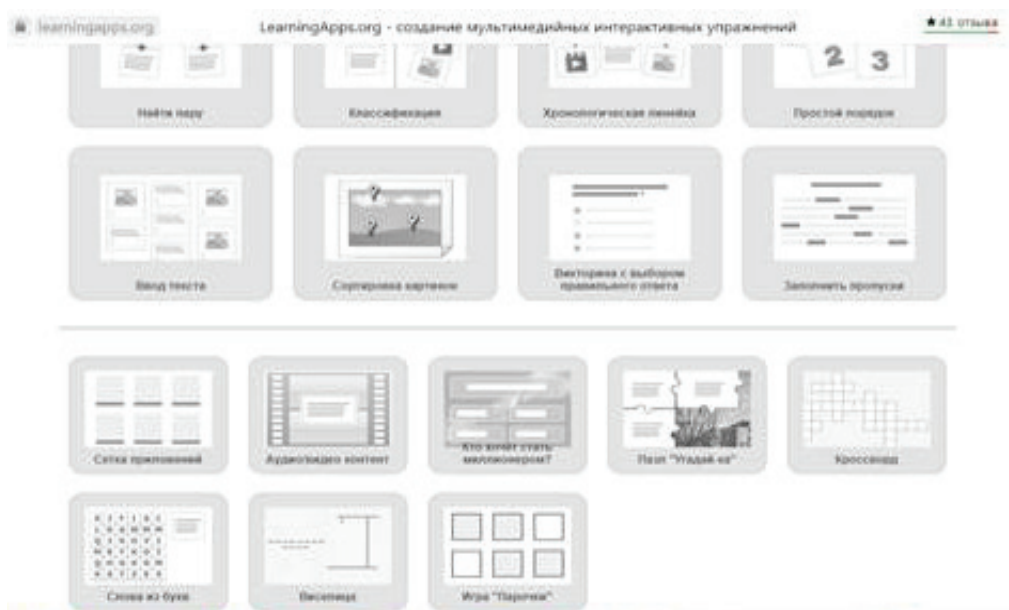 learningapps.org
LearningApps.org - создание мультимедийных интерактивных упражнений
★ 41 отзыва
2 3
Найти пару
Классификация
Хронологическая линейка
Простой порядок
? ? ?
Ввод текста
Сортировка картинок
Викторина с выбором
правильного ответа
Заполнить пропуски
Сетка приложений
Аудио/видео контент
Кто хочет стать
миллионером?
Пазл "Угадай-ка"
Кроссворд
Слова из букв
Виселица
Игра "Парочки"